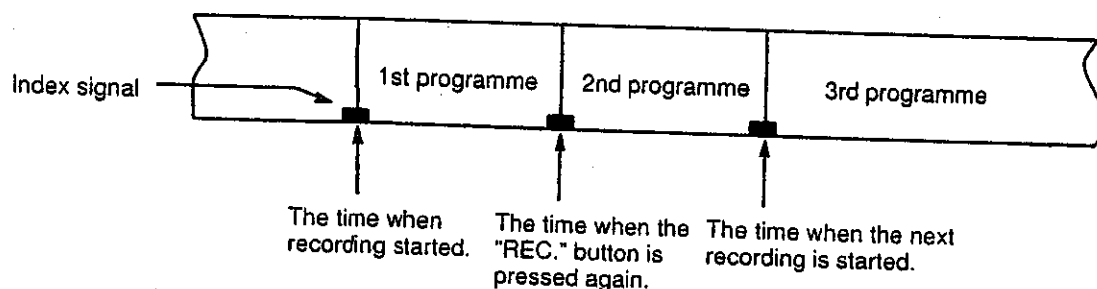 1st programme
2nd programme
3rd programme
Index signal
The time when
recording started.
The time when the
"REC." button is
pressed again.
The time when the next
recording is started.